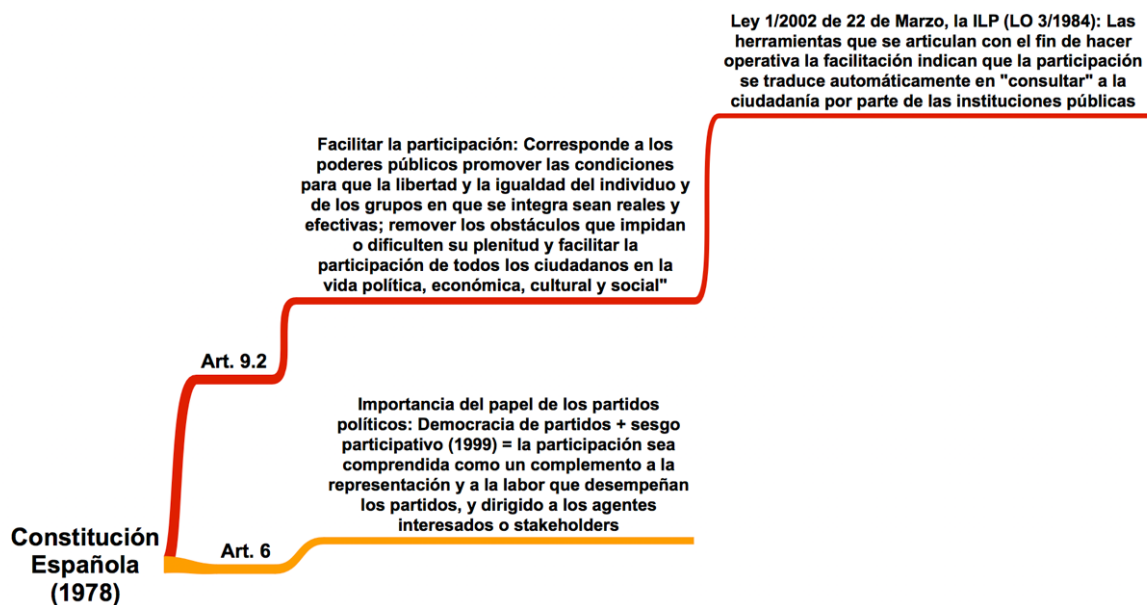 Ley 1/2002 de 22 de Marzo, la ILP (LO 3/1984): Las
herramientas que se articulan con el fin de hacer
operativa la facilitación indican que la participación
se traduce automáticamente en "consultar" a la
ciudadanía por parte de las instituciones públicas
Facilitar la participación: Corresponde a los
poderes públicos promover las condiciones
para que la libertad y la igualdad del individuo y
de los grupos en que se integra sean reales y
efectivas; remover los obstáculos que impidan
o dificulten su plenitud y facilitar la
participación de todos los ciudadanos en la
vida política, económica, cultural y social"
Art. 9.2
Importancia del papel de los partidos
políticos: Democracia de partidos + sesgo
participativo (1999) = la participación sea
comprendida como un complemento a la
representación y a la labor que desempeñan
los partidos, y dirigido a los agentes
interesados o stakeholders
Art. 6
Constitución
Española
(1978)